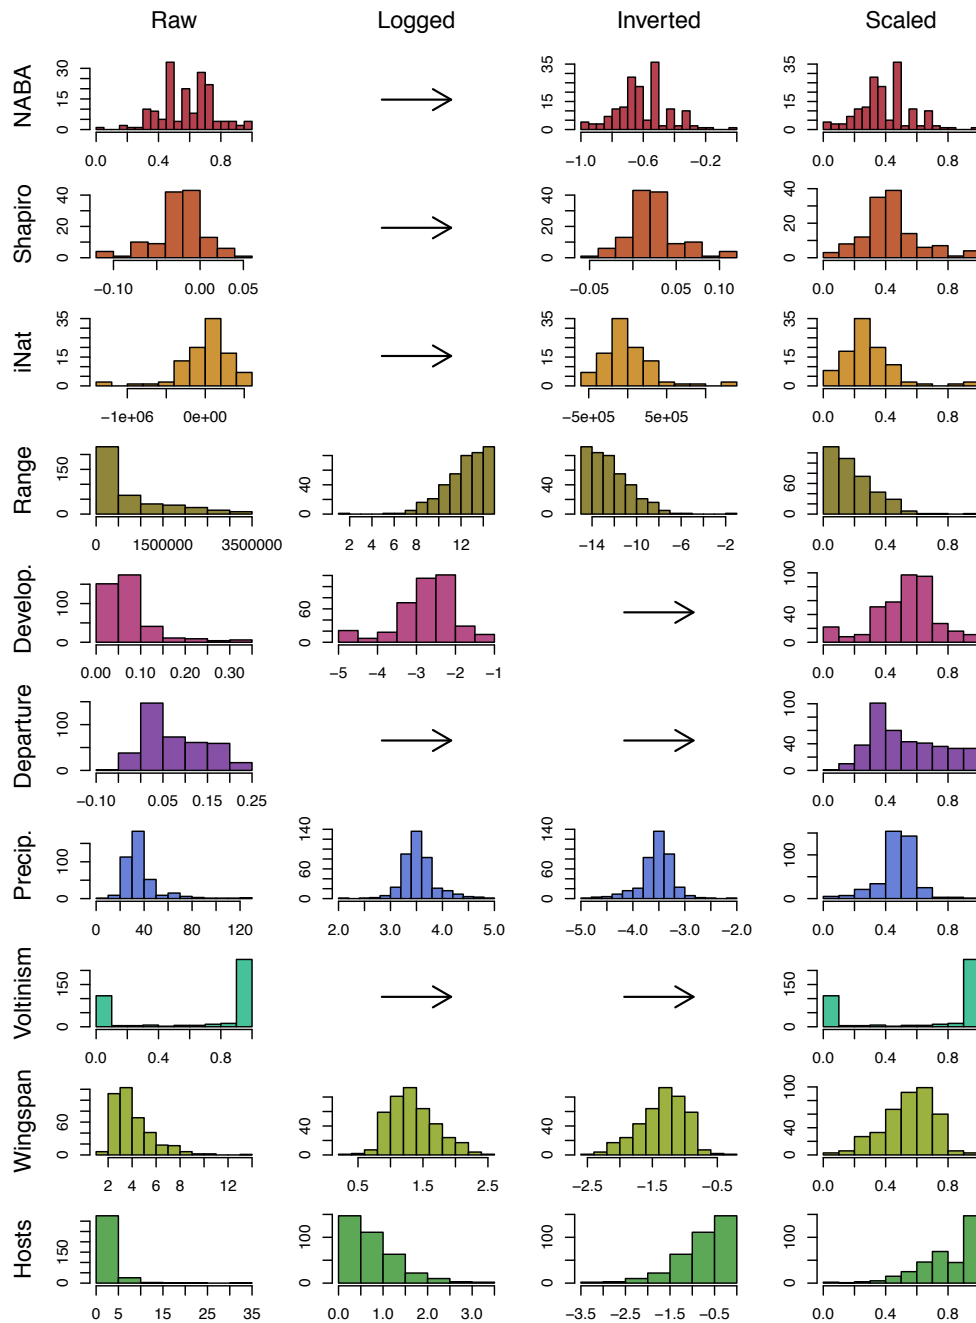 Raw Logged Inverted Scaled
NABA
0 15 30
0.0 0.4 0.8
0 15 35
−1.0 −0.6 −0.2
0 15 35
0.0 0.4 0.8
Shapiro
0 20 40
−0.10 0.00 0.05
0 20 40
−0.05 0.05 0.10
0 20 40
0.0 0.4 0.8
iNat
0 15 35
−1e+06 0e+00
0 15 35
−5e+05 5e+05
0 15 35
0.0 0.4 0.8
Range
0 150
0 1500000 3500000
0 40
2 4 6 8 12
0 40
−14 −10 −6 −2
0 60
0.0 0.4 0.8
Develop.
0 100
0.00 0.10 0.20 0.30
0 60
−5 −4 −3 −2 −1
0 40 100
0.0 0.4 0.8
Departure
0 100
−0.10 0.05 0.15 0.25
0 40 100
0.0 0.4 0.8
Precip.
0 100
0 40 80 120
0 60 140
2.0 3.0 4.0 5.0
0 60 140
−5.0 −4.0 −3.0 −2.0
0 100
0.0 0.4 0.8
Voltinism
0 150
0.0 0.4 0.8
0 150
0.0 0.4 0.8
Wingspan
0 60
2 4 6 8 12
0 40
0.5 1.5 2.5
0 40
−2.5 −1.5 −0.5
0 40 100
0.0 0.4 0.8
Hosts
0 150
0 5 15 25 35
0 100
0.0 1.0 2.0 3.0
0 100
−3.5 −2.5 −1.5 −0.5
0 100
0.0 0.4 0.8